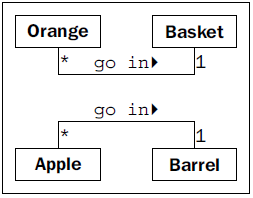 Orange Basket
* go in▶ 1
go in▶
* 1
Apple Barrel